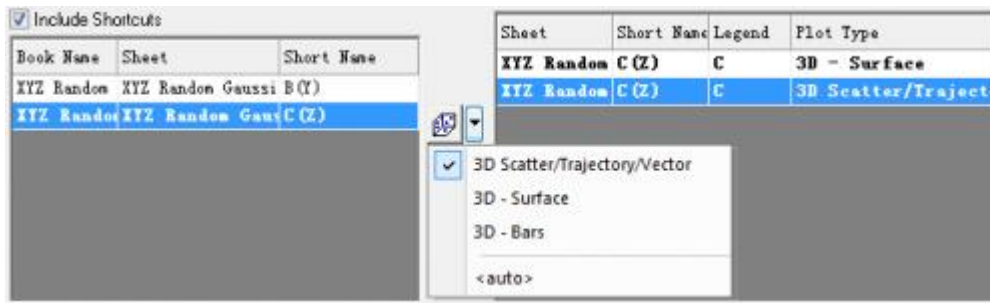 Include Shortcuts
Book Name Sheet Short Name
XYZ Random XYZ Random Gaussi B(Y)
XYZ Rando XYZ Random Gau C(Z)
Sheet Short Name Legend Plot Type
XYZ Random C(Z) C 3D - Surface
XYZ Random C(Z) C 3D Scatter/Traject
3D Scatter/Trajectory/Vector
3D - Surface
3D - Bars
<auto>